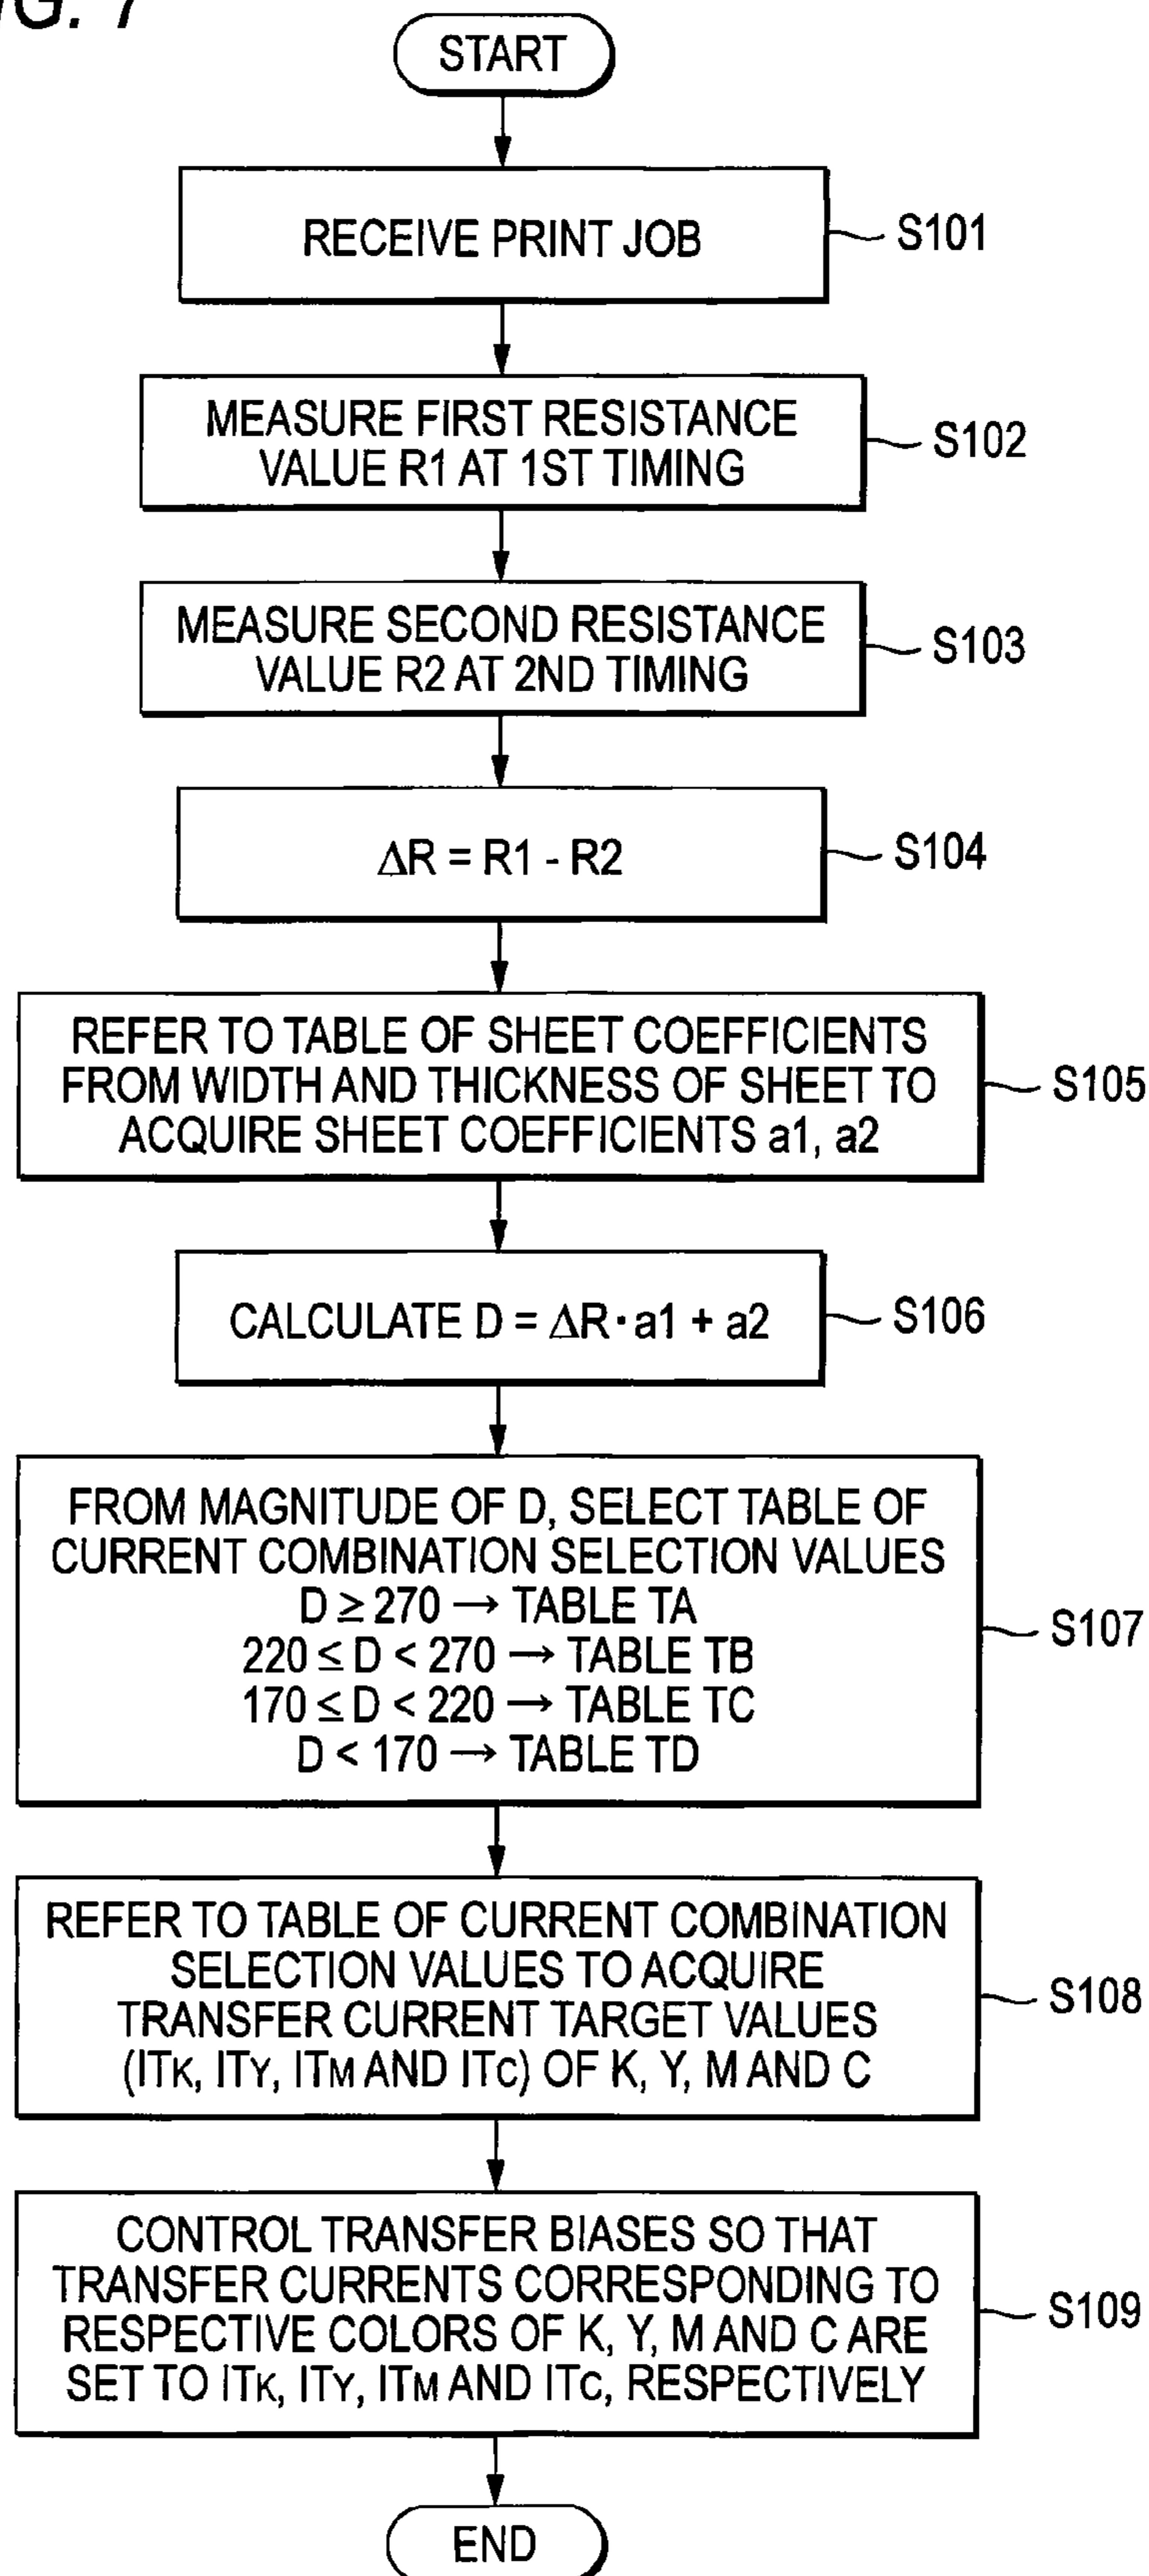 FIG. 7
START
RECEIVE PRINT JOB
S101
MEASURE FIRST RESISTANCE
VALUE R1 AT 1ST TIMING
S102
MEASURE SECOND RESISTANCE
VALUE R2 AT 2ND TIMING
S103
ΔR = R1 - R2
S104
REFER TO TABLE OF SHEET COEFFICIENTS
FROM WIDTH AND THICKNESS OF SHEET TO
ACQUIRE SHEET COEFFICIENTS a1, a2
S105
CALCULATE D = ΔR·a1 + a2
S106
FROM MAGNITUDE OF D, SELECT TABLE OF
CURRENT COMBINATION SELECTION VALUES
D ≥ 270 → TABLE TA
220 ≤ D < 270 → TABLE TB
170 ≤ D < 220 → TABLE TC
D < 170 → TABLE TD
S107
REFER TO TABLE OF CURRENT COMBINATION
SELECTION VALUES TO ACQUIRE
TRANSFER CURRENT TARGET VALUES
(ITK, ITY, ITM AND ITC) OF K, Y, M AND C
S108
CONTROL TRANSFER BIASES SO THAT
TRANSFER CURRENTS CORRESPONDING TO
RESPECTIVE COLORS OF K, Y, M AND C ARE
SET TO ITK, ITY, ITM AND ITC, RESPECTIVELY
S109
END